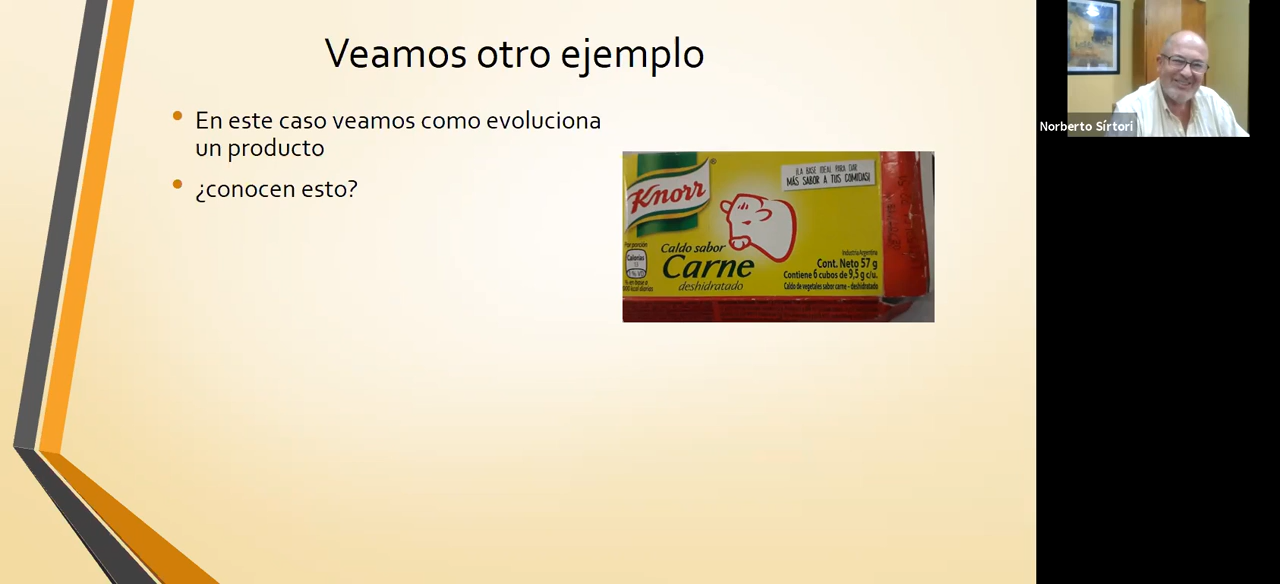 Veamos otro ejemplo
En este caso veamos como evoluciona
un producto
¿conocen esto?
Knorr®
¡LA BASE IDEAL PARA DAR
MÁS SABOR A TUS COMIDAS!
Caldo sabor
Carne
deshidratado
Por porción
Calorías
Industria Argentina
Cont. Neto 57 g
Contiene 6 cubos de 9,5 g c/u.
Caldo de vegetales sabor carne - deshidratado
Norberto Sírtori